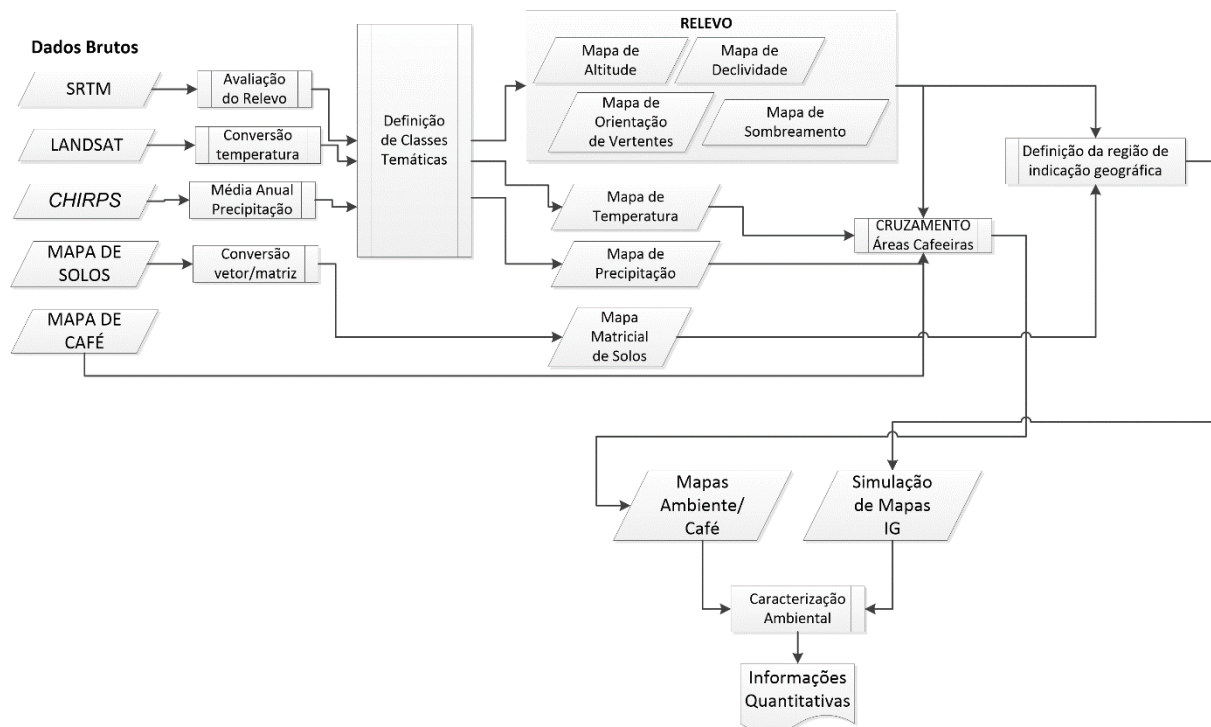 Dados Brutos
SRTM
Avaliação
do Relevo
LANDSAT
Conversão
temperatura
CHIRPS
Média Anual
Precipitação
MAPA DE
SOLOS
Conversão
vetor/matriz
MAPA DE
CAFÉ
Definição
de Classes
Temáticas
RELEVO
Mapa de
Altitude
Mapa de
Declividade
Mapa de
Orientação
de Vertentes
Mapa de
Sombreamento
Mapa de
Temperatura
Mapa de
Precipitação
Mapa
Matricial
de Solos
CRUZAMENTO
Áreas Cafeeiras
Definição da região de
indicação geográfica
Mapas
Ambiente/
Café
Simulação
de Mapas
IG
Caracterização
Ambiental
Informações
Quantitativas